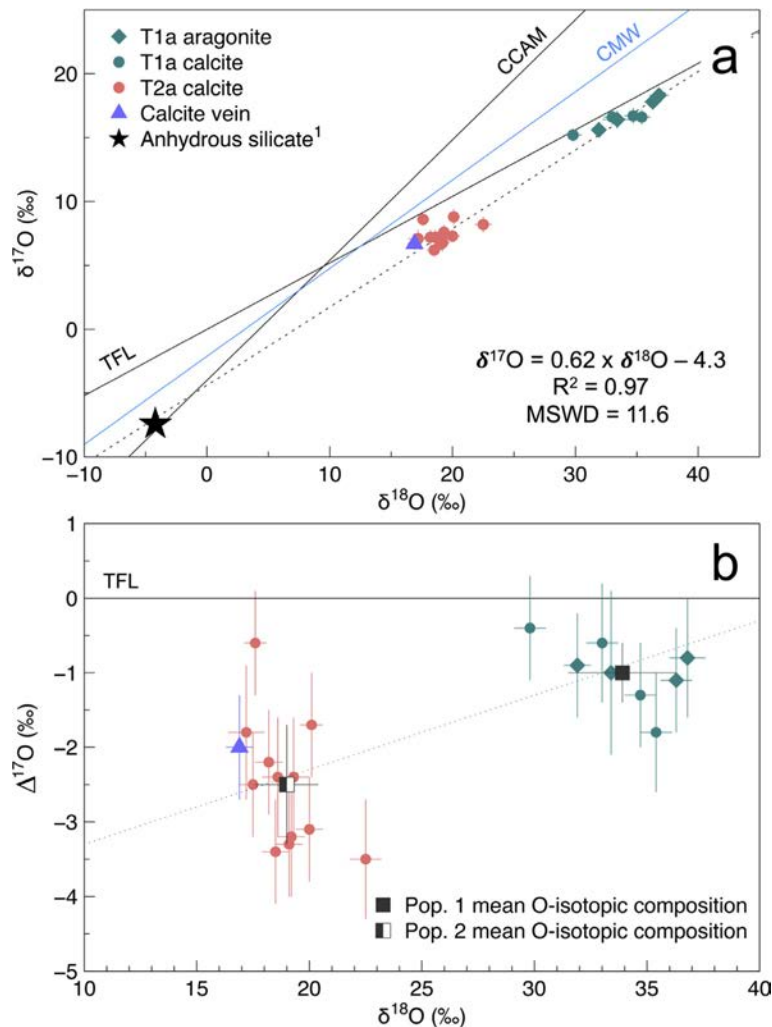 a
T1a aragonite
T1a calcite
T2a calcite
Calcite vein
Anhydrous silicate¹
CCAM
CMW
TFL
20
10
0
−10
δ¹⁷O (‰)
δ¹⁷O = 0.62 x δ¹⁸O – 4.3
R² = 0.97
MSWD = 11.6
−10 0 10 20 30 40
δ¹⁸O (‰)
b
TFL
1
0
−1
−2
−3
−4
−5
Δ¹⁷O (‰)
Pop. 1 mean O-isotopic composition
Pop. 2 mean O-isotopic composition
10 15 20 25 30 35 40
δ¹⁸O (‰)